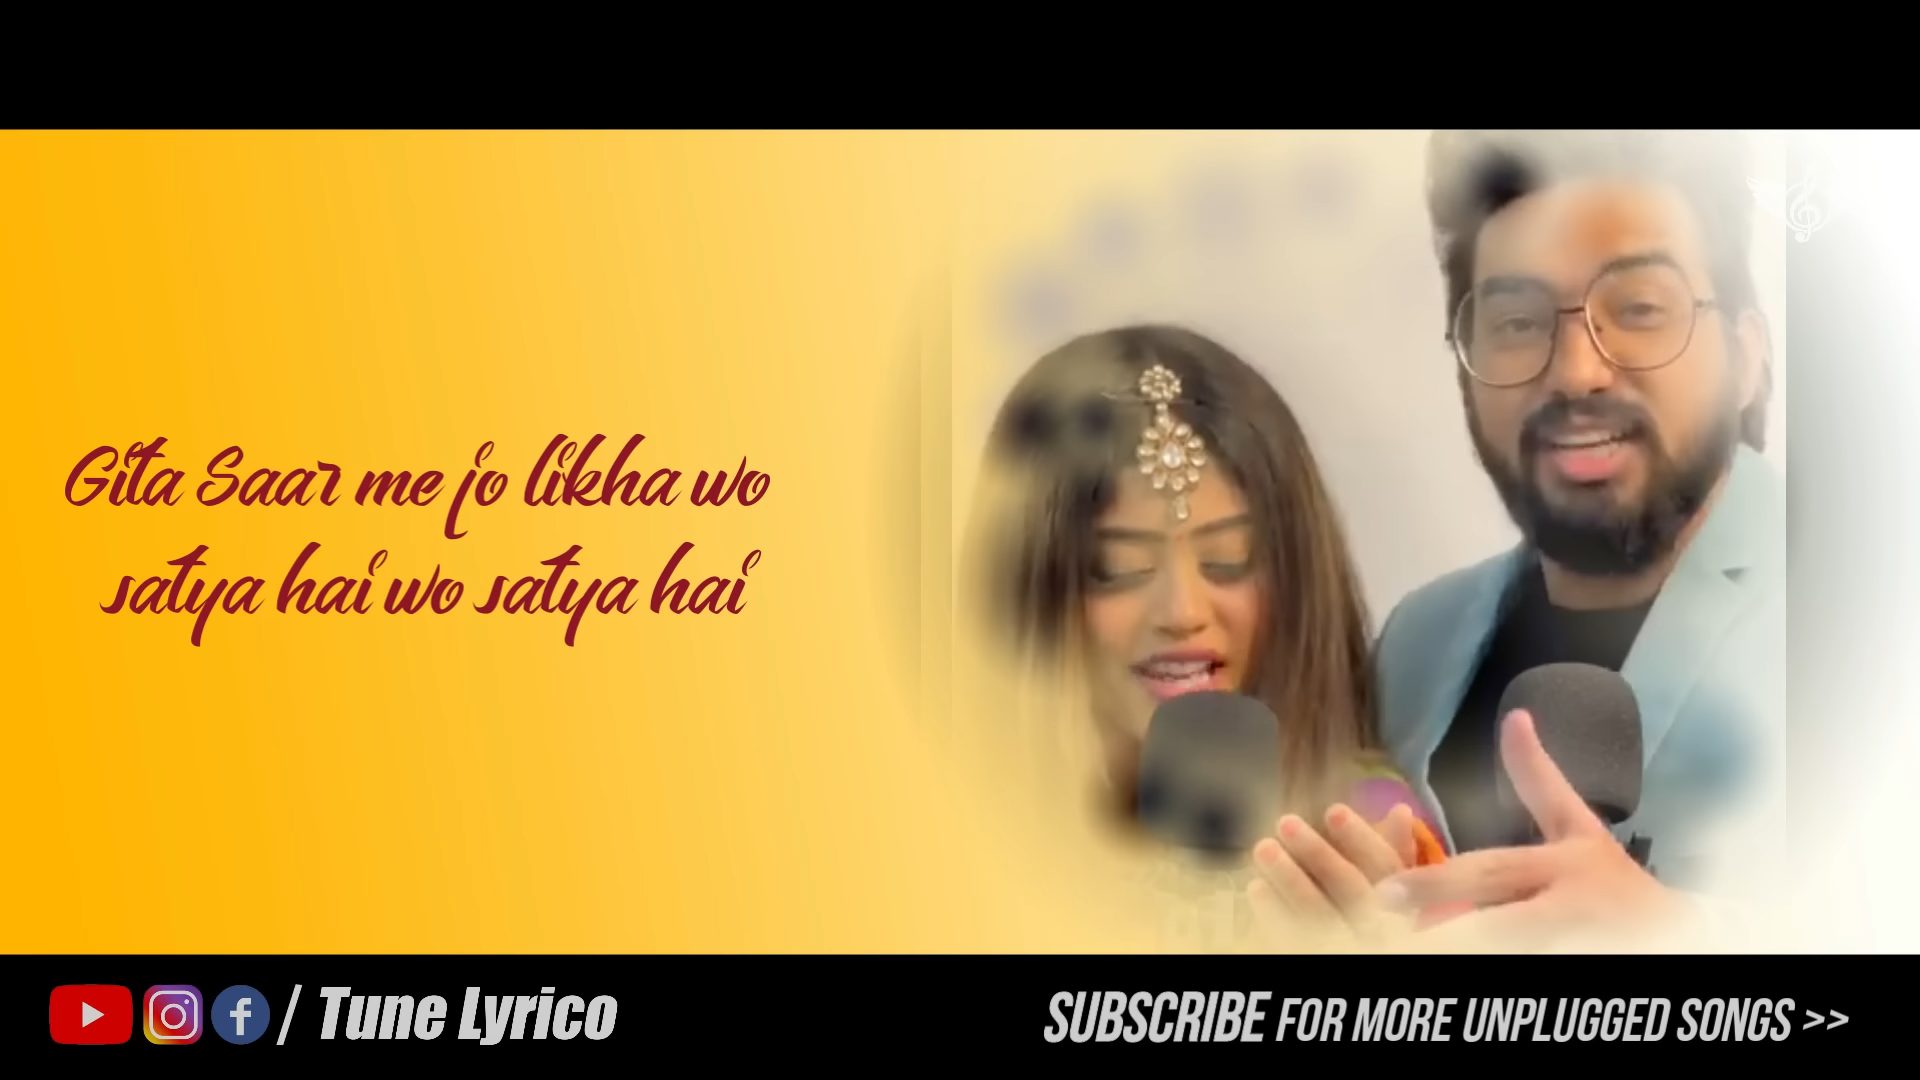 Gita Saar me jo likha wo
satya hai wo satya hai
/ Tune Lyrico
SUBSCRIBE FOR MORE UNPLUGGED SONGS >>